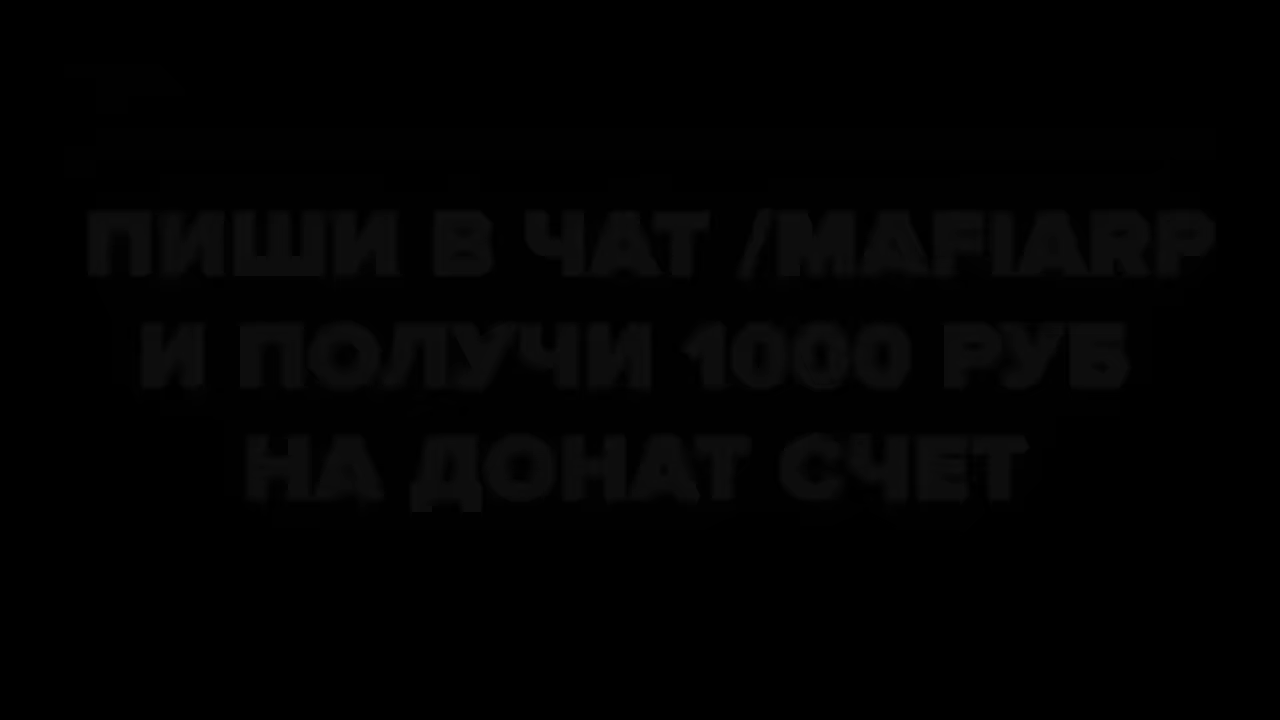 ПИШИ В ЧАТ /MAFIARP
И ПОЛУЧИ 1000 РУБ
НА ДОНАТ СЧЕТ